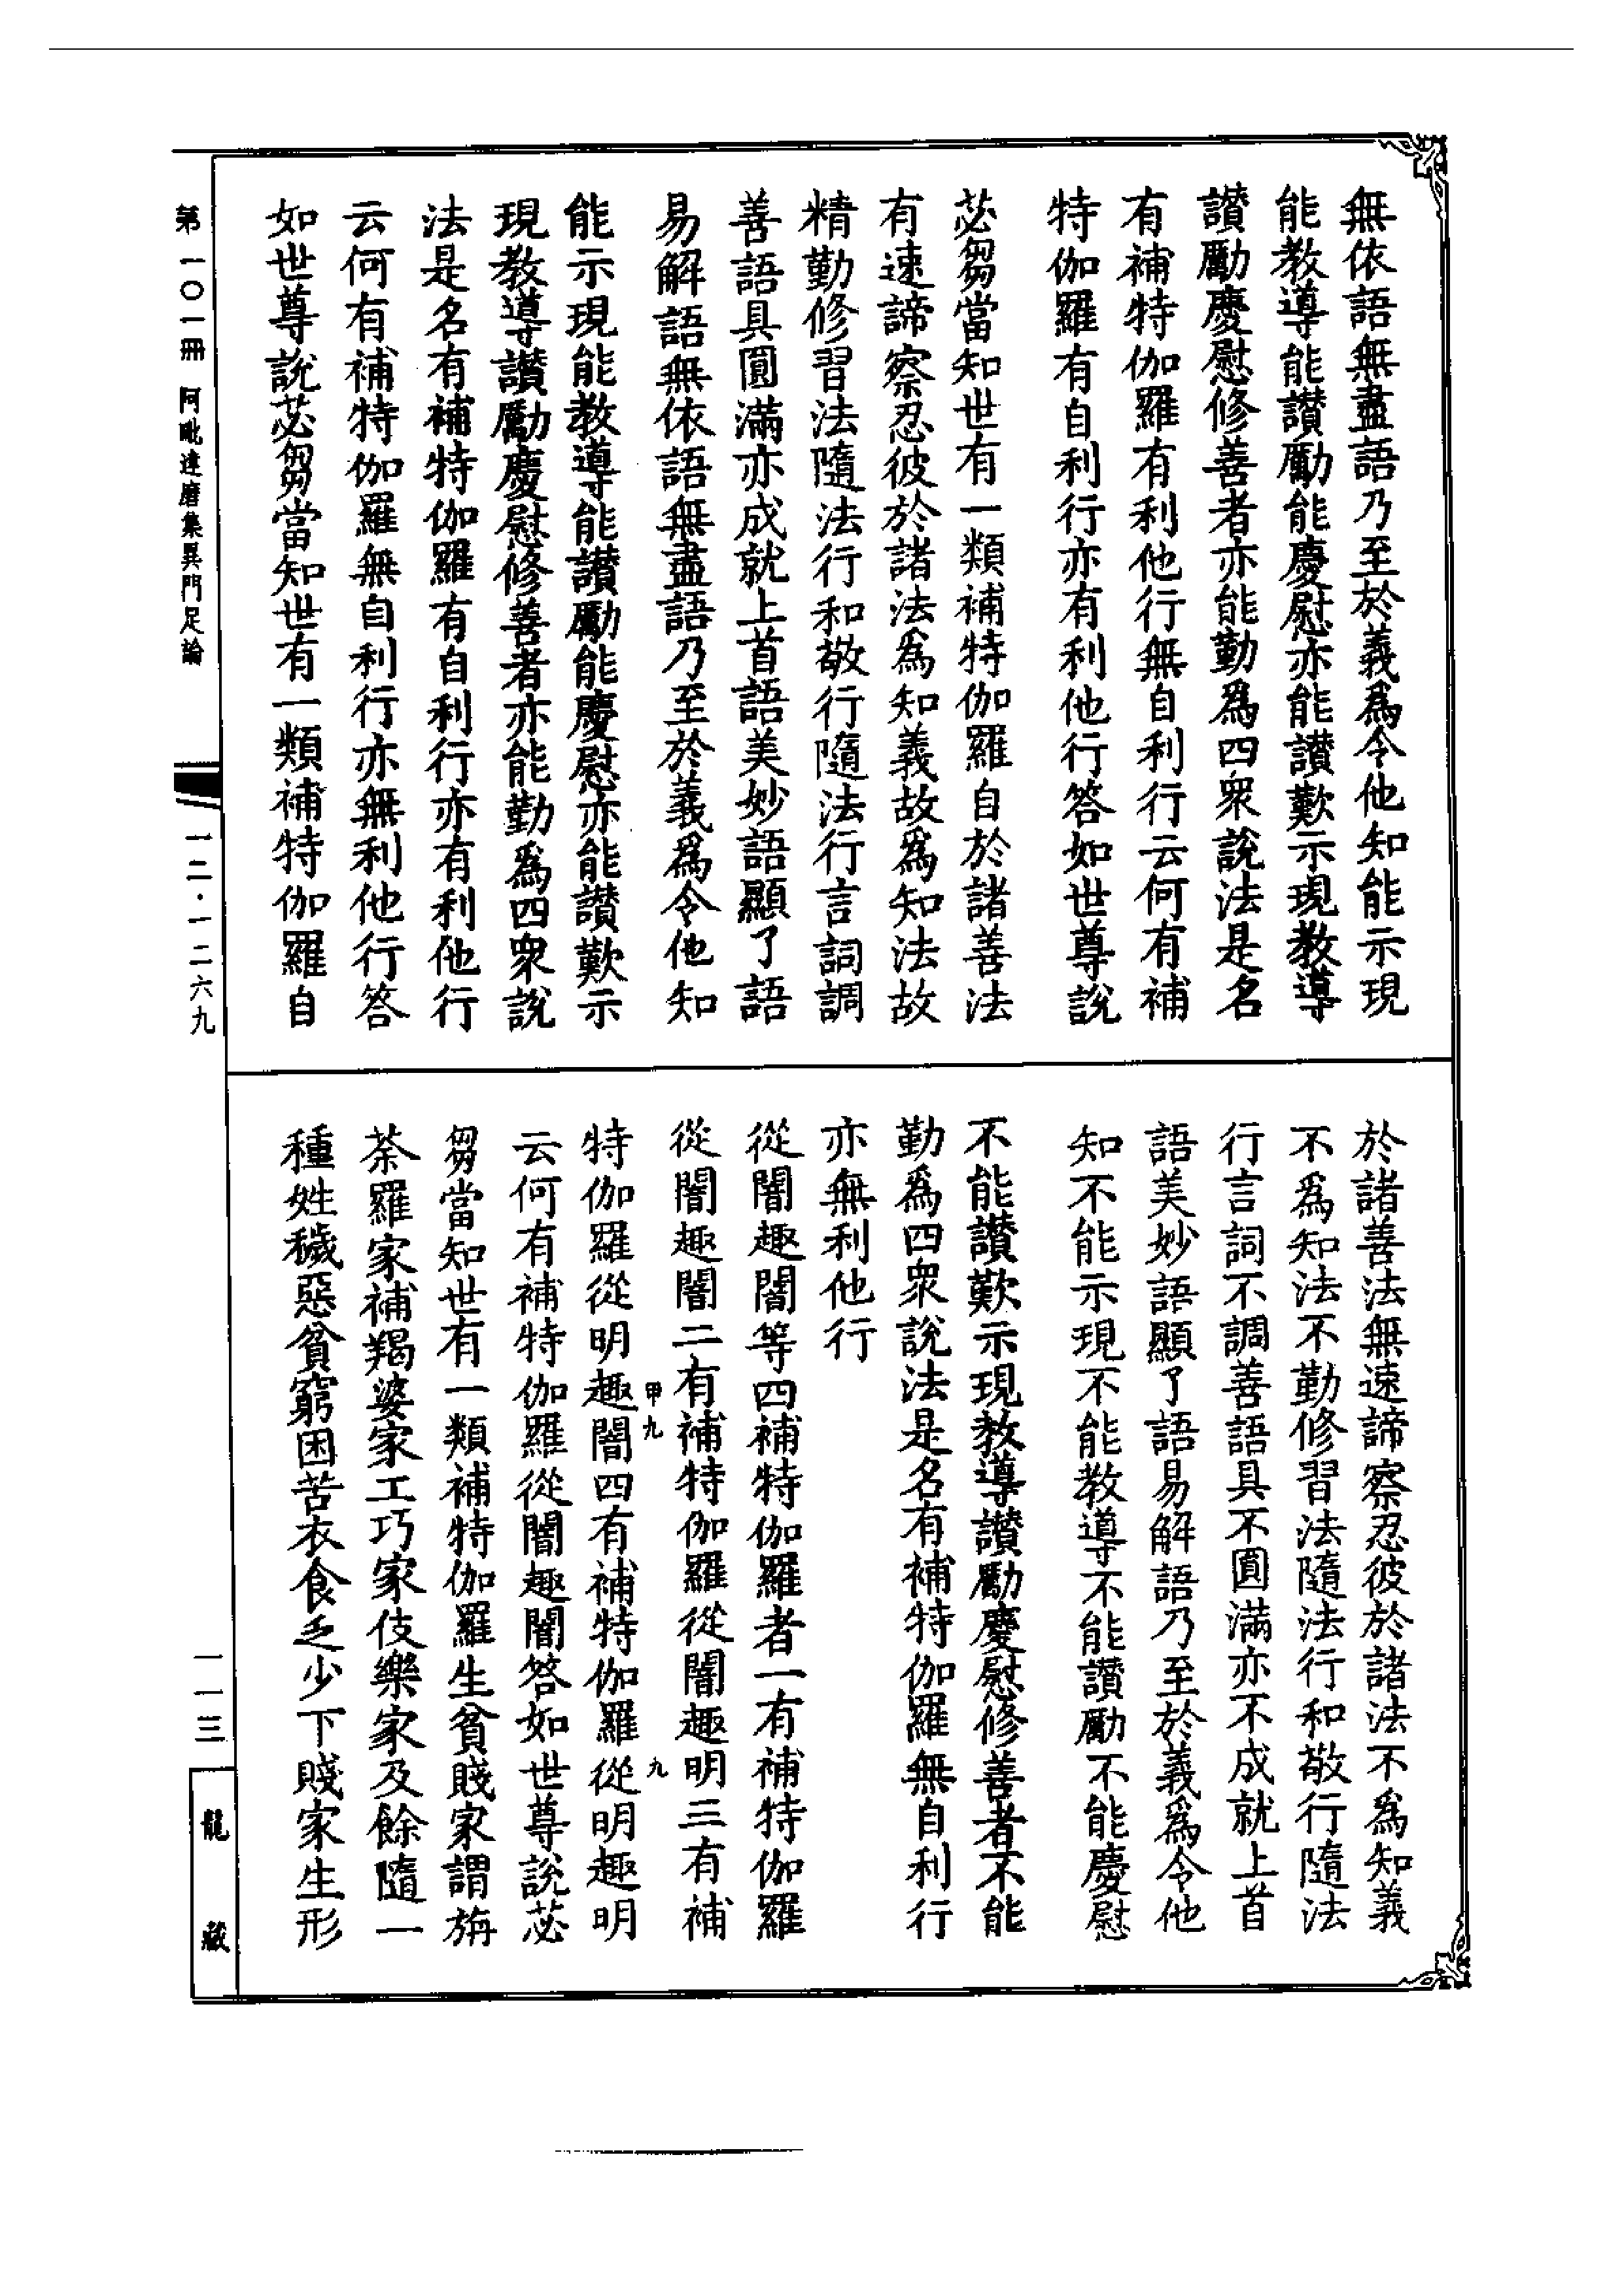 無依語無盡語乃至於義爲令他知能示現
能教導能讚勵能慶慰亦能讚歎示現教導
讚勵慶慰修善者亦能勤爲四衆說法是名
有補特伽羅有利他行無自利行云何有補
特伽羅有自利行亦有利他行答如世尊說
苾芻當知世有一類補特伽羅自於諸善法
有速諦察忍彼於諸法爲知義故爲知法故
精勤修習法隨法行和敬行隨法行言詞調
善語具圓滿亦成就上首語美妙語顯了語
易解語無依語無盡語乃至於義爲令他知
能示現能教導能讚勵能慶慰亦能讚歎示
現教導讚勵慶慰修善者亦能勤爲四衆說
法是名有補特伽羅有自利行亦有利他行
云何有補特伽羅無自利行亦無利他行答
如世尊說苾芻當知世有一類補特伽羅自
於諸善法無速諦察忍彼於諸法不爲知義
不爲知法不勤修習法隨法行和敬行隨法
行言詞不調善語具不圓滿亦不成就上首
語美妙語顯了語易解語乃至於義爲令他
知不能示現不能教導不能讚勵不能慶慰
不能讚歎示現教導讚勵慶慰修善者不能
勤爲四衆說法是名有補特伽羅無自利行
亦無利他行
從闇趣闇等四補特伽羅者一有補特伽羅
從闇趣闇二有補特伽羅從闇趣明三有補
甲九
九
特伽羅從明趣闇四有補特伽羅從明趣明
云何有補特伽羅從闇趣闇答如世尊說苾
芻當知世有一類補特伽羅生貧賤家謂旃
荼羅家補羯婆家工巧家伎樂家及餘隨一
種姓穢惡貧窮困苦衣食乏少下賤家生形
第一〇一冊 阿毗達磨集異門足論
一二·一二六九
一一三
龍藏